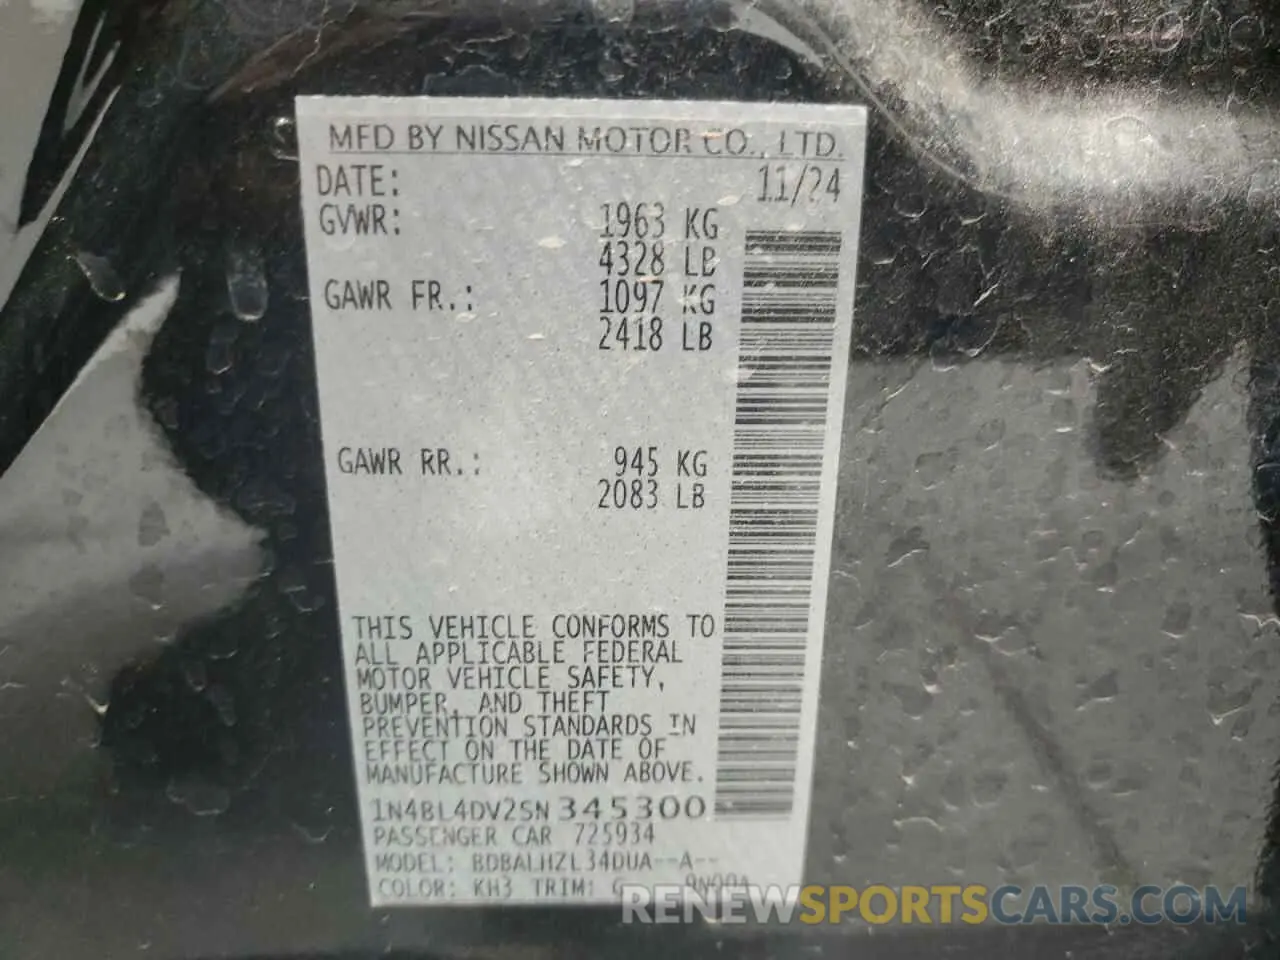 MFD BY NISSAN MOTOR CO., LTD.
DATE: 11/24
GVWR: 1963 KG
4328 LB
GAWR FR.: 1097 KG
2418 LB
GAWR RR.: 945 KG
2083 LB
THIS VEHICLE CONFORMS TO
ALL APPLICABLE FEDERAL
MOTOR VEHICLE SAFETY,
BUMPER, AND THEFT
PREVENTION STANDARDS IN
EFFECT ON THE DATE OF
MANUFACTURE SHOWN ABOVE.
1N4BL4DV2SN345300
PASSENGER CAR 725934
MODEL: BDBALHZL34DUA--A--
COLOR: KH3 TRIM: G
RENEWSPORTSCARS.COM